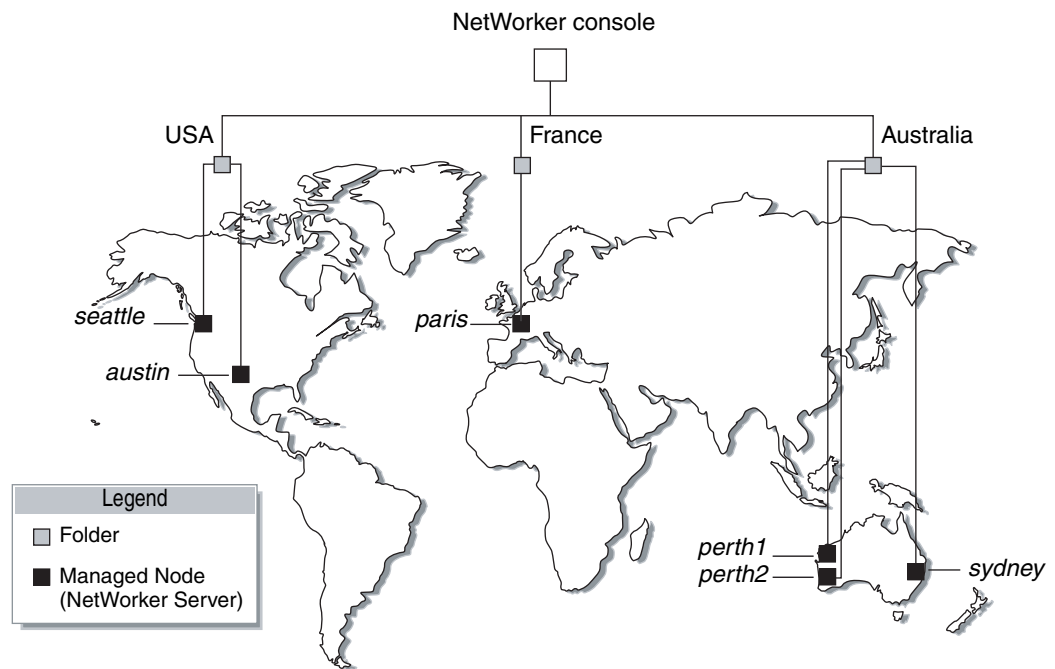 NetWorker console
USA
France
Australia
seattle
paris
austin
Legend
Folder
Managed Node
(NetWorker Server)
perth1
perth2
sydney